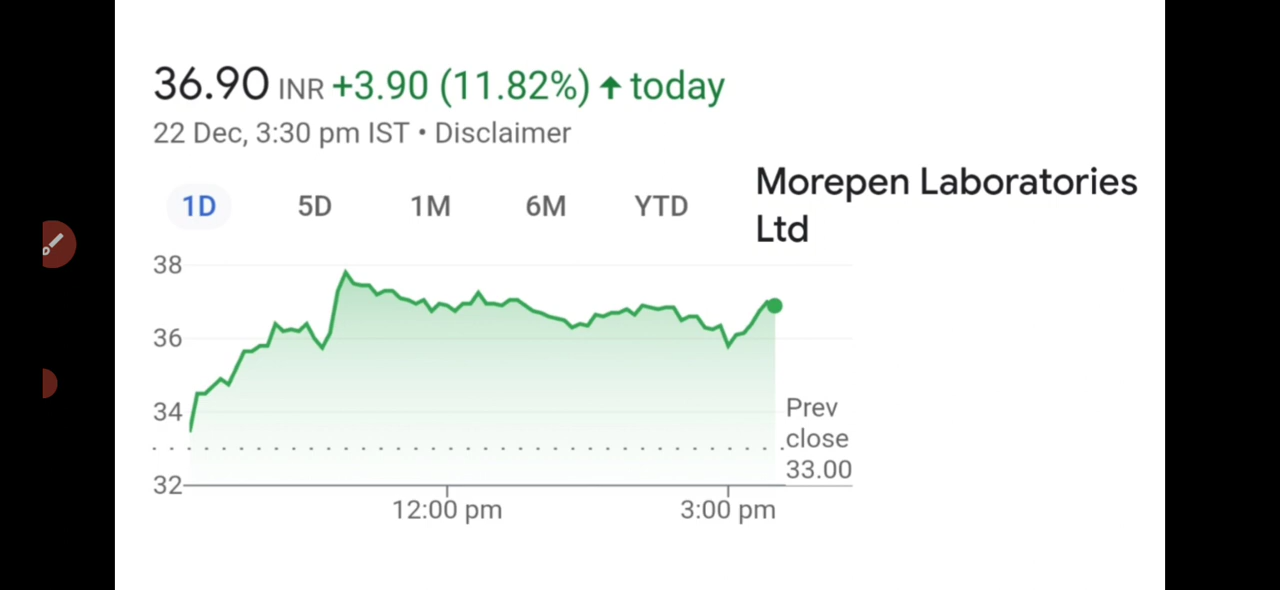 36.90 INR +3.90 (11.82%) ↑ today
22 Dec, 3:30 pm IST • Disclaimer
1D 5D 1M 6M YTD
Morepen Laboratories
Ltd
38
36
34
32
Prev
close
33.00
12:00 pm 3:00 pm